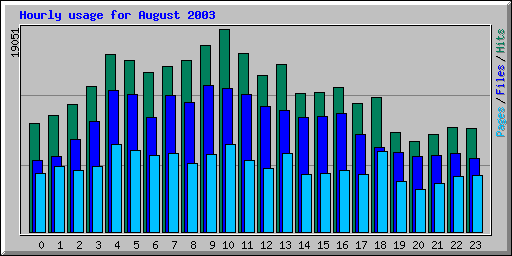 Hourly usage for August 2003
19051
Pages/Files/Hits
0 1 2 3 4 5 6 7 8 9 10 11 12 13 14 15 16 17 18 19 20 21 22 23